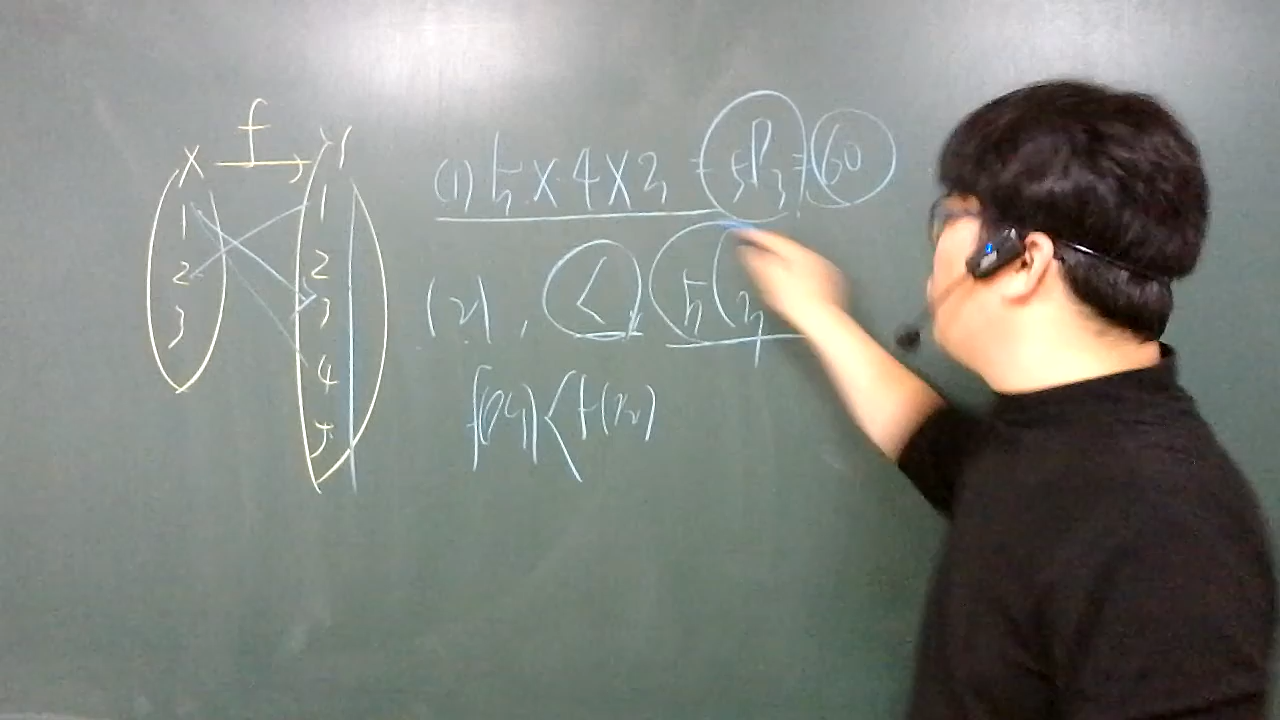 f
X → Y
1 1
2 2
3 3
4
5
(1) 5 × 4 × 3 = ₅P₃ = 60
(2), < , ₅C₃
f(x₁) < f(x₂)